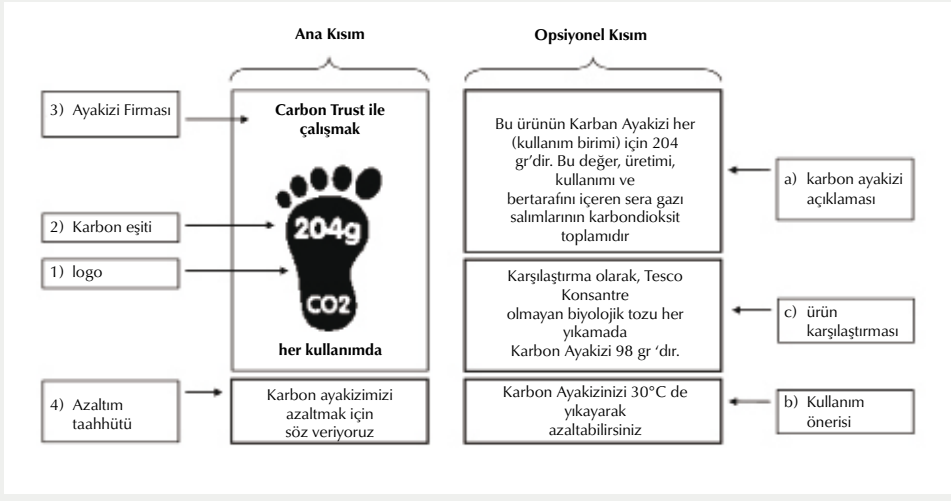 Ana Kısım
Opsiyonel Kısım
3) Ayakizi Firması
Carbon Trust ile
çalışmak
2) Karbon eşiti
204g
1) logo
CO2
her kullanımda
4) Azaltım
taahhütü
Karbon ayakizimizi
azaltmak için
söz veriyoruz
Bu ürünün Karban Ayakizi her
(kullanım birimi) için 204
gr’dir. Bu değer, üretimi,
kullanımı ve
bertarafını içeren sera gazı
salımlarının karbondioksit
toplamıdır
a) karbon ayakizi
açıklaması
Karşılaştırma olarak, Tesco
Konsantre
olmayan biyolojik tozu her
yıkamada
Karbon Ayakizi 98 gr ‘dır.
c) ürün
karşılaştırması
Karbon Ayakizinizi 30°C de
yıkayarak
azaltabilirsiniz
b) Kullanım
önerisi